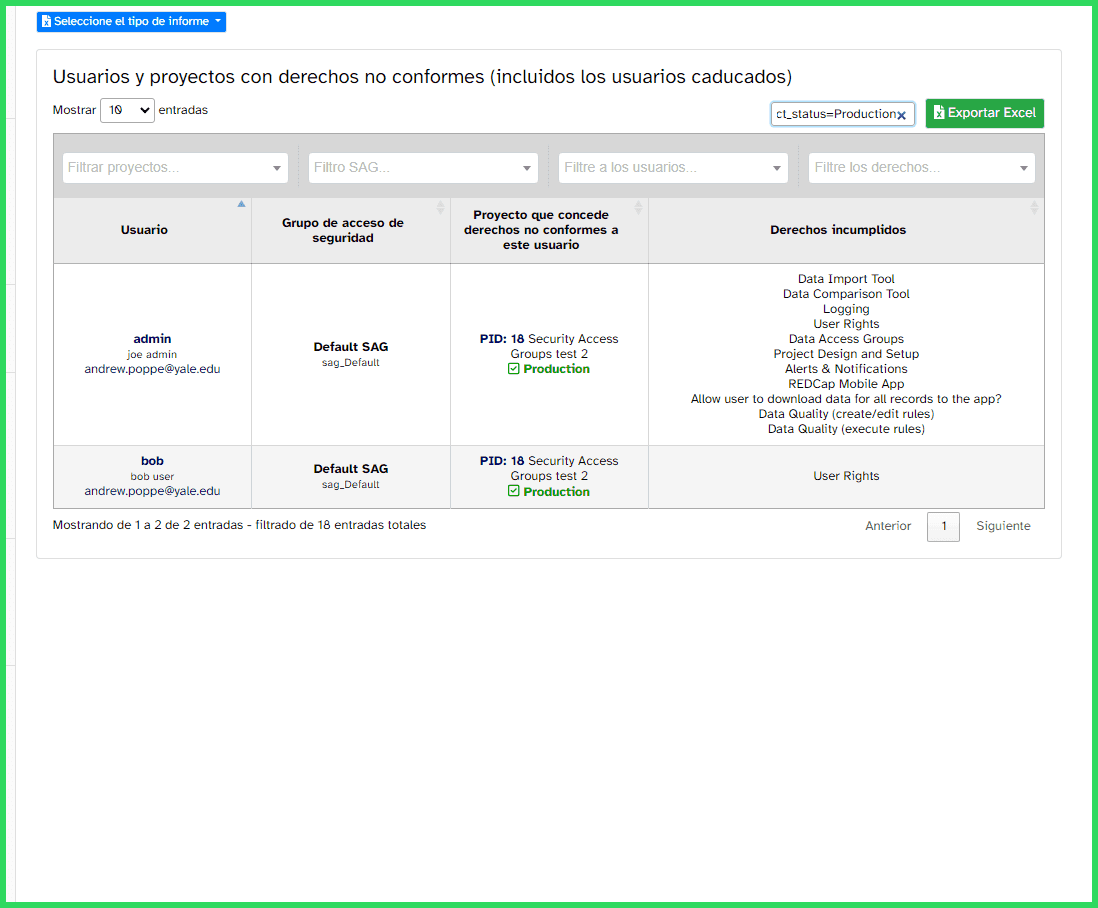 Seleccione el tipo de informe
Usuarios y proyectos con derechos no conformes (incluidos los usuarios caducados)
Mostrar 10 entradas
ct_status=Production
Exportar Excel
Filtrar proyectos...
Filtro SAG...
Filtre a los usuarios...
Filtre los derechos...
Usuario
Grupo de acceso de
seguridad
Proyecto que concede
derechos no conformes a
este usuario
Derechos incumplidos
admin
joe admin
andrew.poppe@yale.edu
Default SAG
sag_Default
PID: 18 Security Access
Groups test 2
Production
Data Import Tool
Data Comparison Tool
Logging
User Rights
Data Access Groups
Project Design and Setup
Alerts & Notifications
REDCap Mobile App
Allow user to download data for all records to the app?
Data Quality (create/edit rules)
Data Quality (execute rules)
bob
bob user
andrew.poppe@yale.edu
Default SAG
sag_Default
PID: 18 Security Access
Groups test 2
Production
User Rights
Mostrando de 1 a 2 de 2 entradas - filtrado de 18 entradas totales
Anterior 1 Siguiente